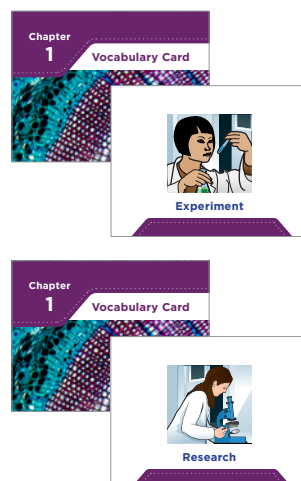 Chapter
1
Vocabulary Card
Experiment
Chapter
1
Vocabulary Card
Research